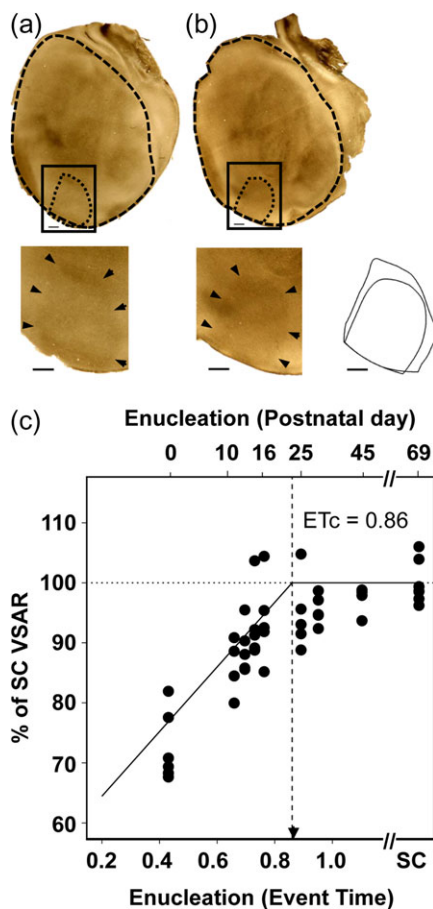 (a)
(b)
(c)
Enucleation (Postnatal day)
0 10 16 25 45 69
ETc = 0.86
% of SC VSAR
110
100
90
80
70
60
0.2 0.4 0.6 0.8 1.0 SC
Enucleation (Event Time)